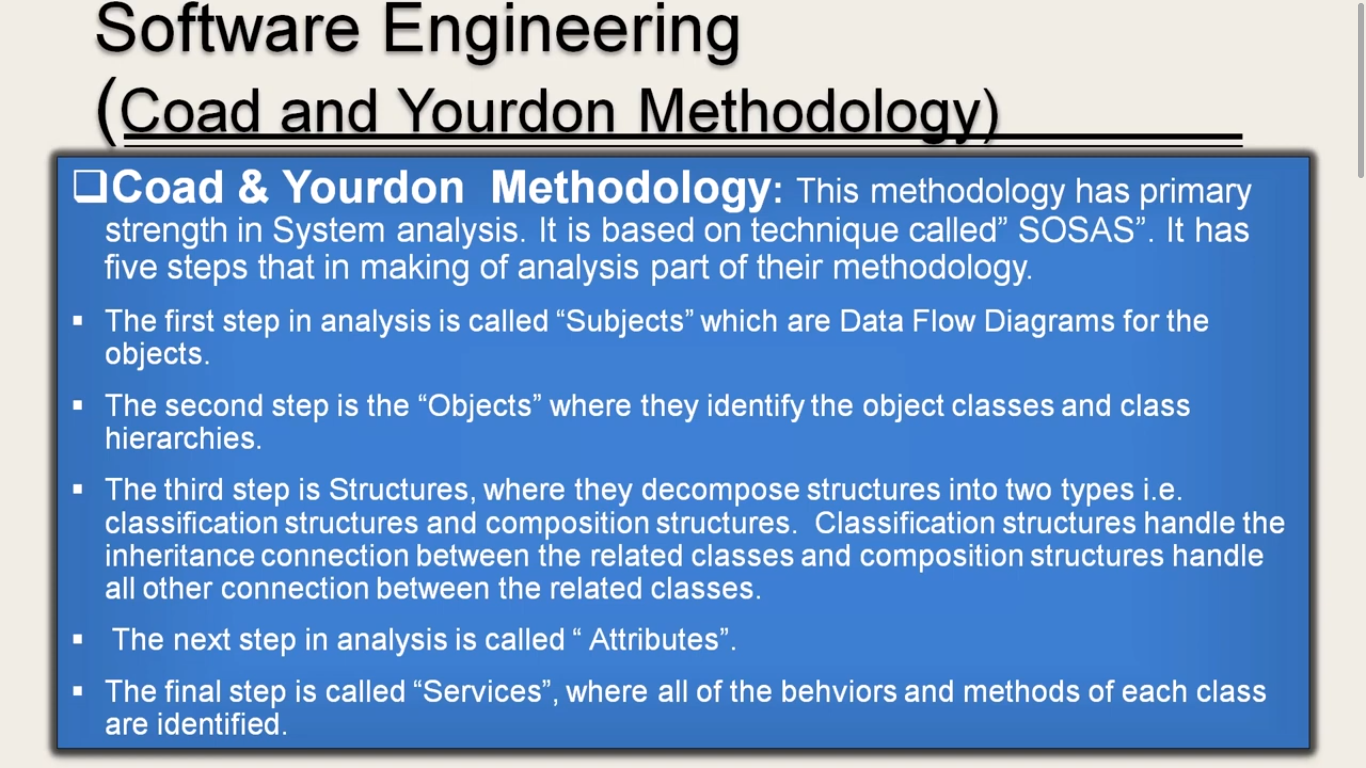 Software Engineering
(Coad and Yourdon Methodology)
❑Coad & Yourdon Methodology: This methodology has primary
strength in System analysis. It is based on technique called” SOSAS”. It has
five steps that in making of analysis part of their methodology.
▪ The first step in analysis is called “Subjects” which are Data Flow Diagrams for the
objects.
▪ The second step is the “Objects” where they identify the object classes and class
hierarchies.
▪ The third step is Structures, where they decompose structures into two types i.e.
classification structures and composition structures. Classification structures handle the
inheritance connection between the related classes and composition structures handle
all other connection between the related classes.
▪ The next step in analysis is called “ Attributes”.
▪ The final step is called “Services”, where all of the behviors and methods of each class
are identified.